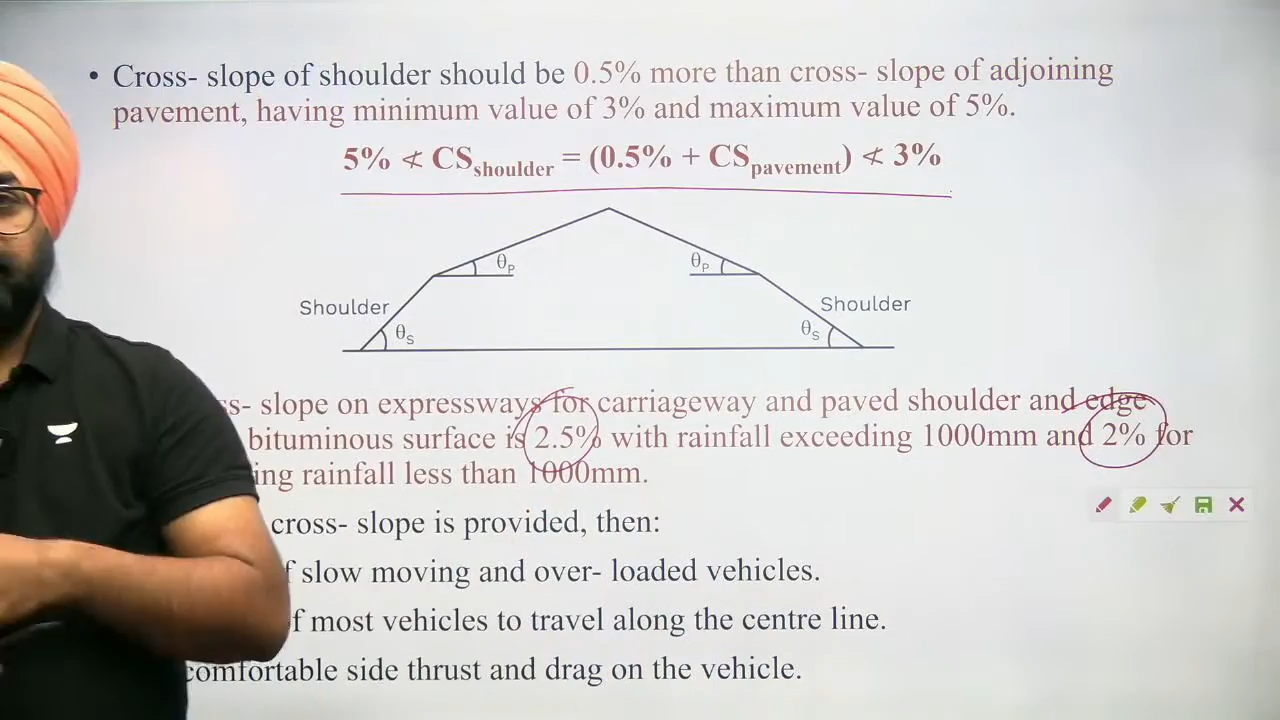 • Cross- slope of shoulder should be 0.5% more than cross- slope of adjoining
pavement, having minimum value of 3% and maximum value of 5%.
5% ≮ CSshoulder = (0.5% + CSpavement) ≮ 3%
θP
θP
Shoulder
Shoulder
θS
θS
ss- slope on expressways for carriageway and paved shoulder and edge
bituminous surface is 2.5% with rainfall exceeding 1000mm and 2% for
ing rainfall less than 1000mm.
cross- slope is provided, then:
f slow moving and over- loaded vehicles.
f most vehicles to travel along the centre line.
comfortable side thrust and drag on the vehicle.